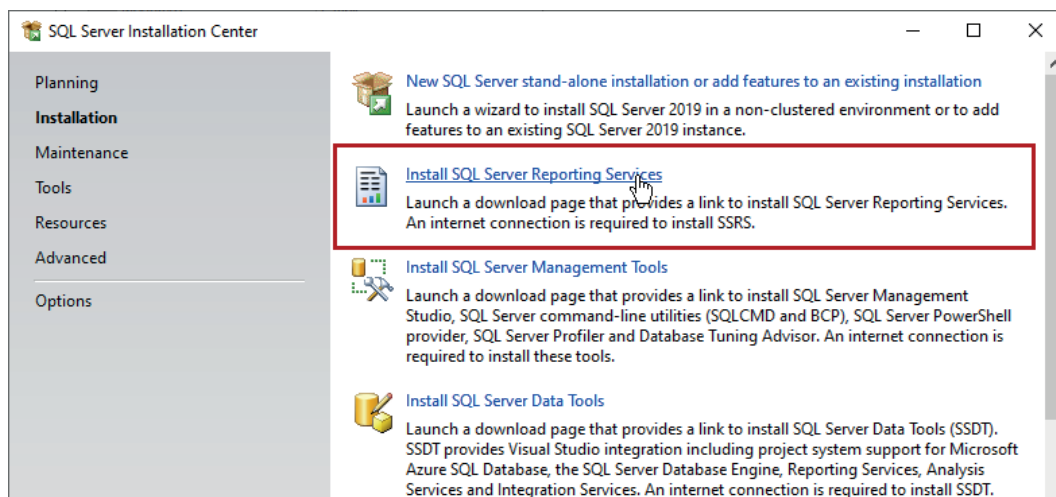 SQL Server Installation Center
Planning
Installation
Maintenance
Tools
Resources
Advanced
Options
New SQL Server stand-alone installation or add features to an existing installation
Launch a wizard to install SQL Server 2019 in a non-clustered environment or to add
features to an existing SQL Server 2019 instance.
Install SQL Server Reporting Services
Launch a download page that provides a link to install SQL Server Reporting Services.
An internet connection is required to install SSRS.
Install SQL Server Management Tools
Launch a download page that provides a link to install SQL Server Management
Studio, SQL Server command-line utilities (SQLCMD and BCP), SQL Server PowerShell
provider, SQL Server Profiler and Database Tuning Advisor. An internet connection is
required to install these tools.
Install SQL Server Data Tools
Launch a download page that provides a link to install SQL Server Data Tools (SSDT).
SSDT provides Visual Studio integration including project system support for Microsoft
Azure SQL Database, the SQL Server Database Engine, Reporting Services, Analysis
Services and Integration Services. An internet connection is required to install SSDT.